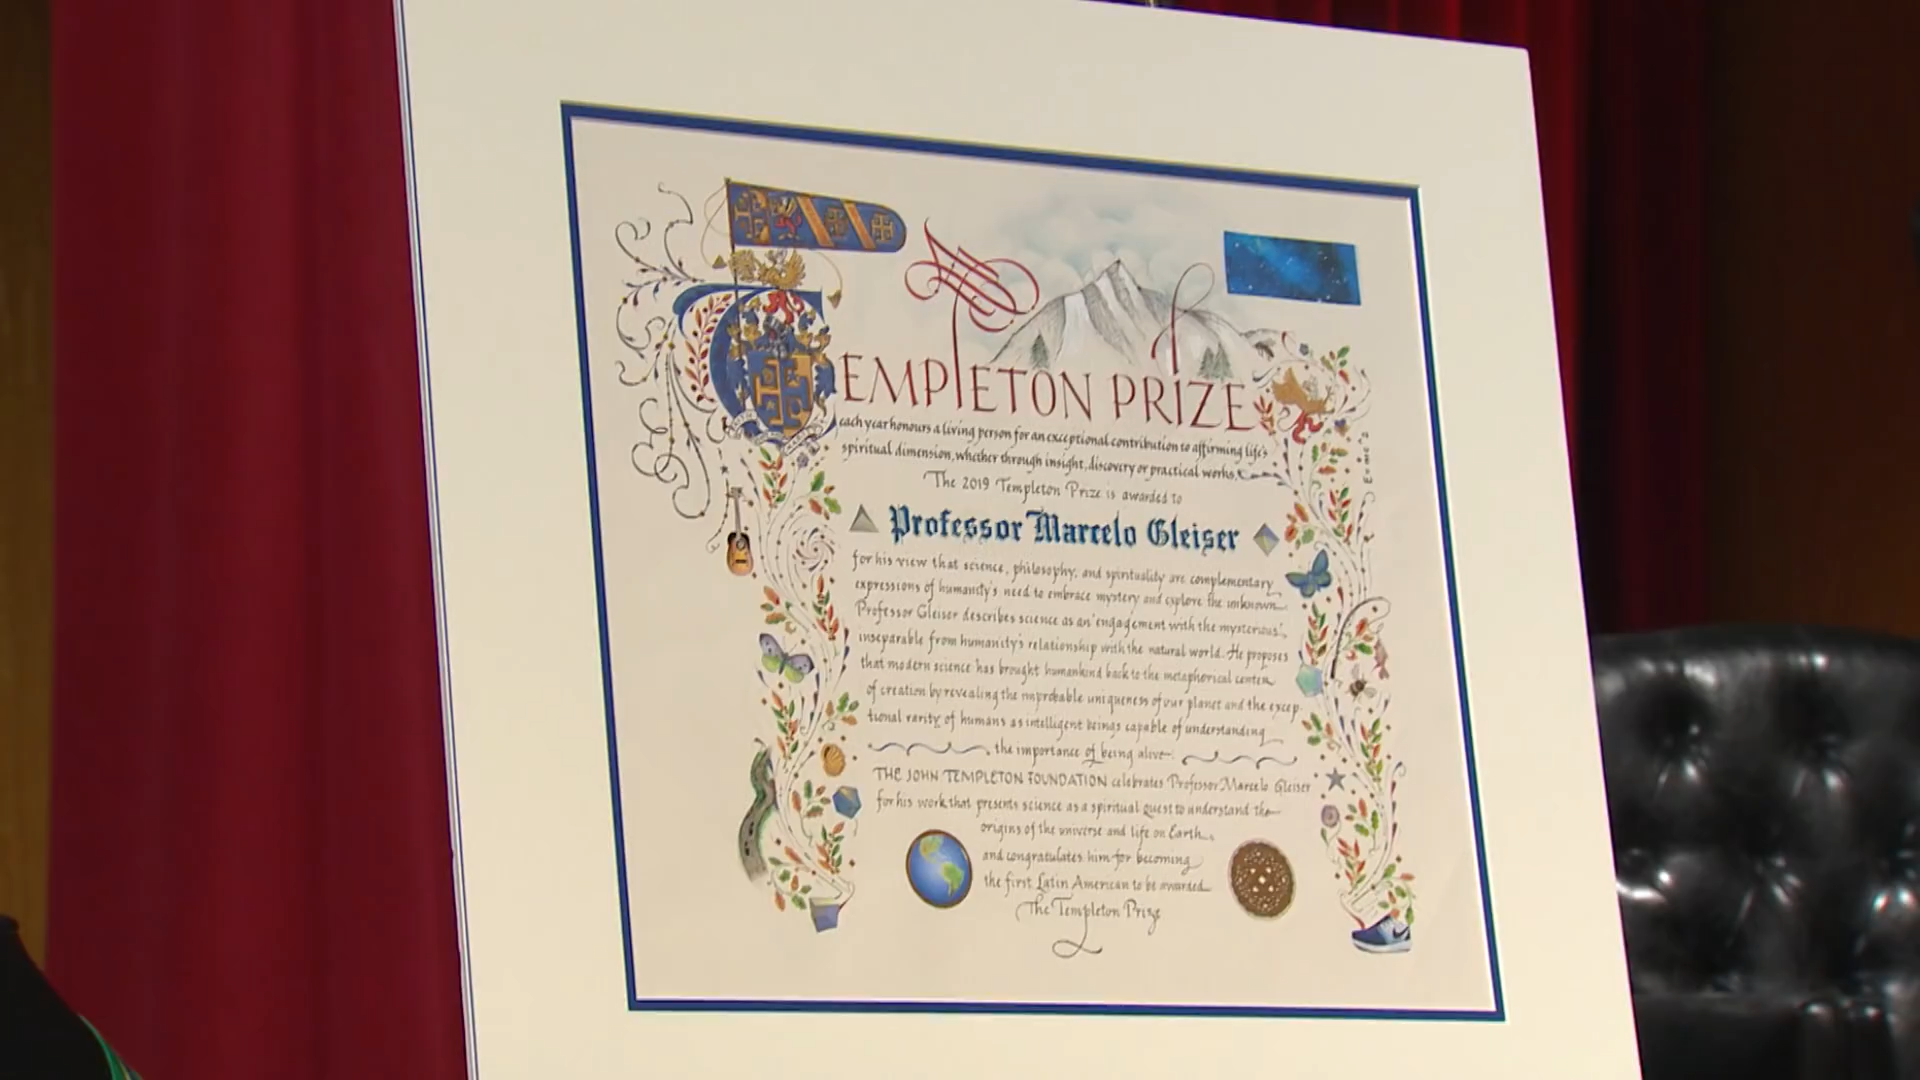 TEMPLETON PRIZE
each year honours a living person for an exceptional contribution to affirming life's
spiritual dimension, whether through insight, discovery or practical works.
The 2019 Templeton Prize is awarded to
Professor Marcelo Gleiser
for his view that science, philosophy, and spirituality are complementary
expressions of humanity's need to embrace mystery and explore the unknown.
Professor Gleiser describes science as an 'engagement with the mysterious',
inseparable from humanity's relationship with the natural world. He proposes
that modern science has brought humankind back to the metaphorical center
of creation by revealing the improbable uniqueness of our planet and the excep-
tional rarity of humans as intelligent beings capable of understanding
the importance of being alive.
THE JOHN TEMPLETON FOUNDATION celebrates Professor Marcelo Gleiser
for his work that presents science as a spiritual quest to understand the
origins of the universe and life on Earth
and congratulates him for becoming
the first Latin American to be awarded
The Templeton Prize